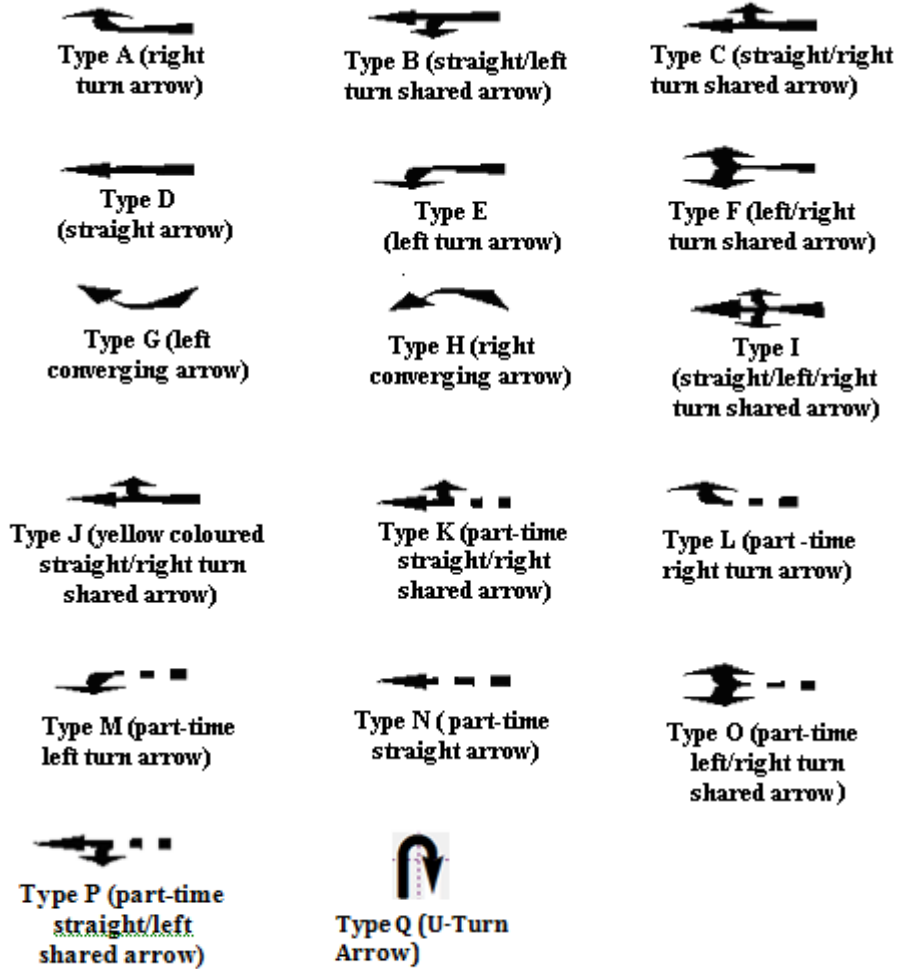 Type A (right
turn arrow)
Type B (straight/left
turn shared arrow)
Type C (straight/right
turn shared arrow)
Type D
(straight arrow)
Type E
(left turn arrow)
Type F (left/right
turn shared arrow)
Type G (left
converging arrow)
Type H (right
converging arrow)
Type I
(straight/left/right
turn shared arrow)
Type J (yellow coloured
straight/right turn
shared arrow)
Type K (part-time
straight/right
shared arrow)
Type L (part -time
right turn arrow)
Type M (part-time
left turn arrow)
Type N ( part-time
straight arrow)
Type O (part-time
left/right turn
shared arrow)
Type P (part-time
straight/left
shared arrow)
Type Q (U-Turn
Arrow)